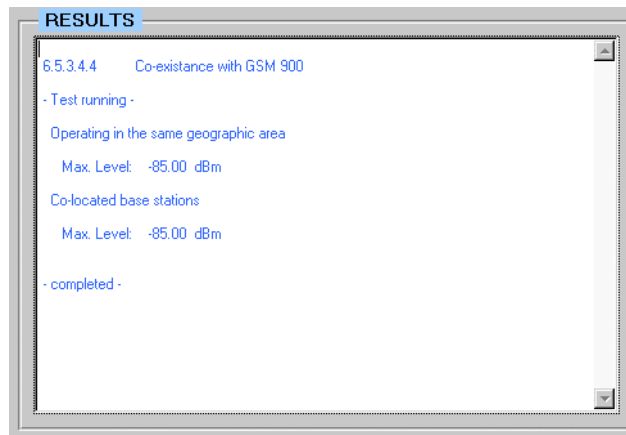 RESULTS
6.5.3.4.4 Co-existance with GSM 900
- Test running -
Operating in the same geographic area
Max. Level: -85.00 dBm
Co-located base stations
Max. Level: -85.00 dBm
- completed -